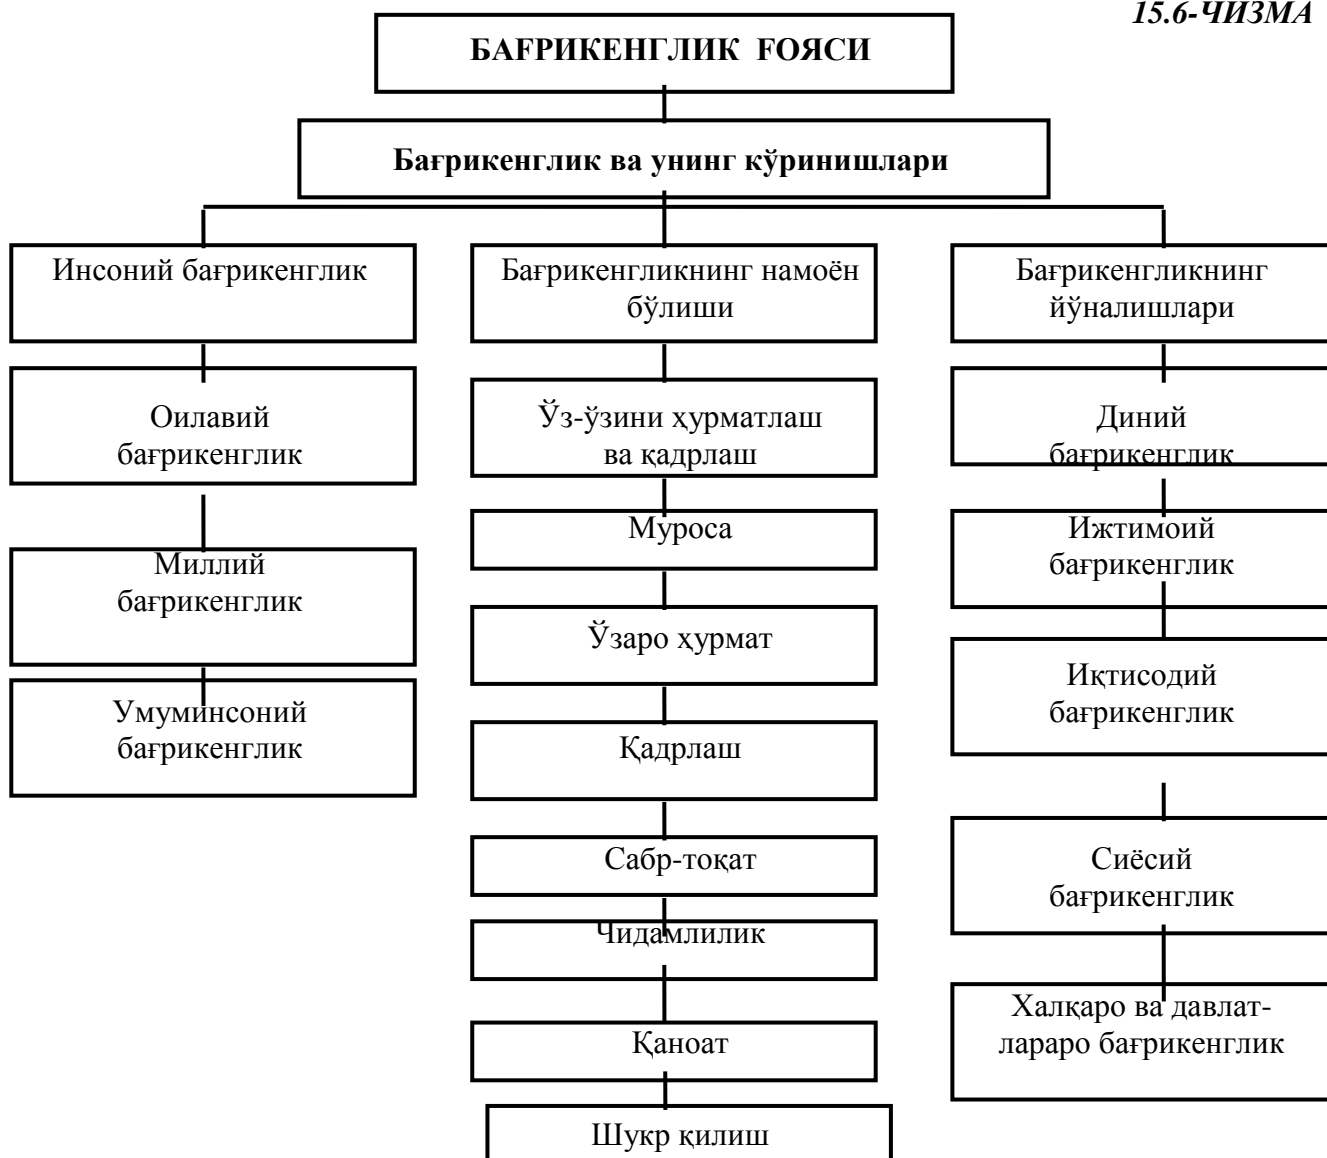 15.6-ЧИЗМА
БАҒРИКЕНГЛИК ҒОЯСИ
Бағрикенглик ва унинг кўринишлари
Инсоний бағрикенглик
Оилавий
бағрикенглик
Миллий
бағрикенглик
Умуминсоний
бағрикенглик
Бағрикенгликнинг намоён
бўлиши
Ўз-ўзини ҳурматлаш
ва қадрлаш
Муроса
Ўзаро ҳурмат
Қадрлаш
Сабр-тоқат
Чидамлилик
Қаноат
Шукр қилиш
Бағрикенгликнинг
йўналишлари
Диний
бағрикенглик
Ижтимоий
бағрикенглик
Иқтисодий
бағрикенглик
Сиёсий
бағрикенглик
Халқаро ва давлат-
лараро бағрикенглик